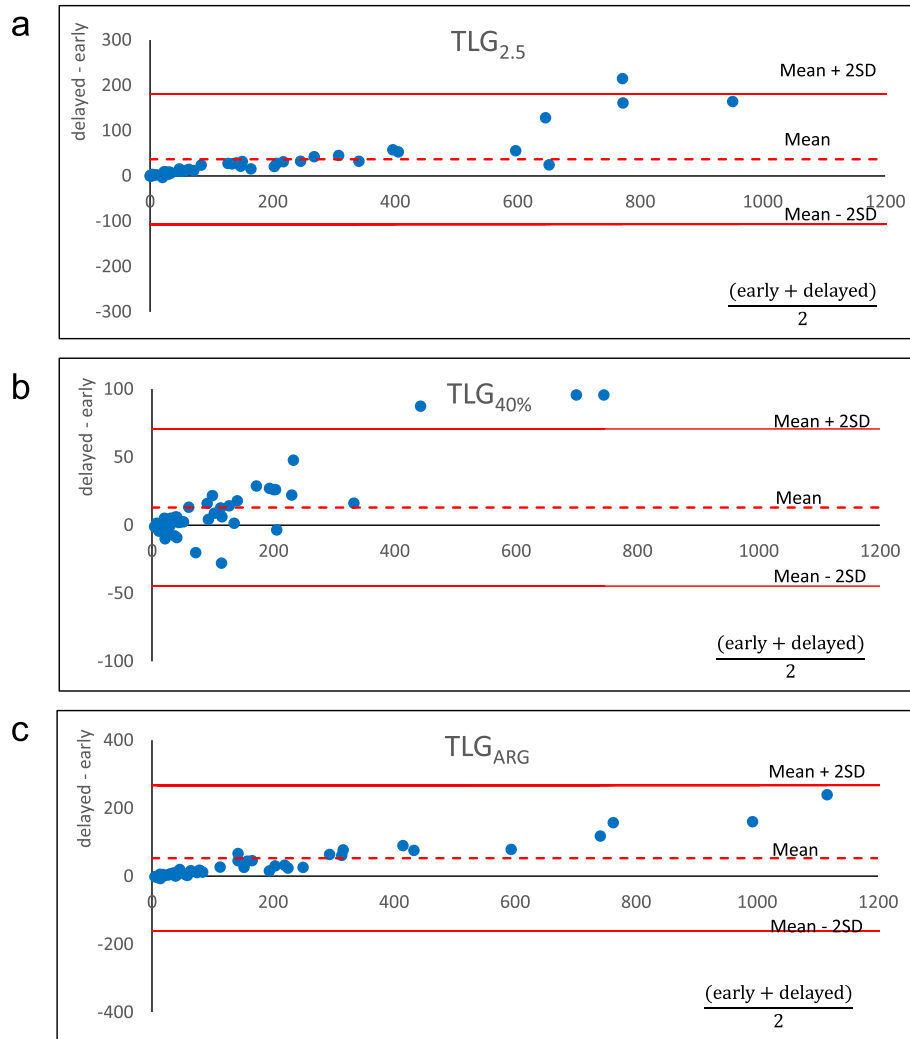 a
TLG2.5
delayed - early
300
200
100
0
-100
-200
-300
0 200 400 600 800 1000 1200
Mean + 2SD
Mean
Mean - 2SD
(early + delayed)
2
b
TLG40%
delayed - early
100
50
0
-50
-100
0 200 400 600 800 1000 1200
Mean + 2SD
Mean
Mean - 2SD
(early + delayed)
2
c
TLGARG
delayed - early
400
200
0
-200
-400
0 200 400 600 800 1000 1200
Mean + 2SD
Mean
Mean - 2SD
(early + delayed)
2